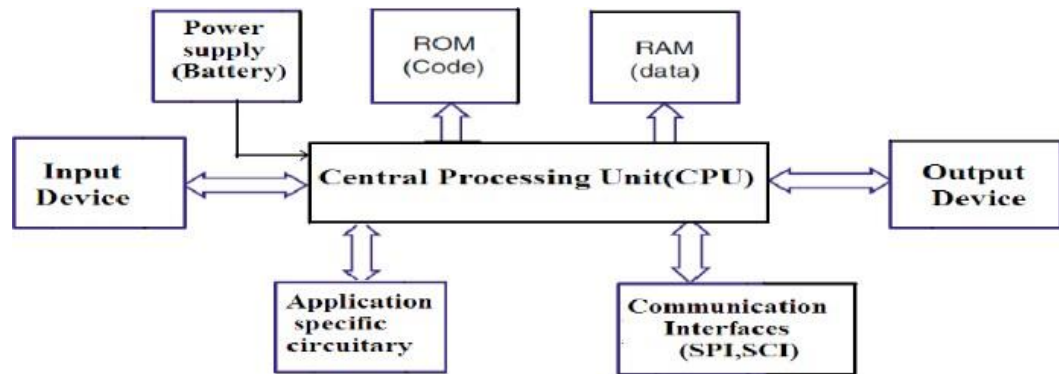 Power
supply
(Battery)
ROM
(Code)
RAM
(data)
Input
Device
Central Processing Unit(CPU)
Output
Device
Application
specific
circuitary
Communication
Interfaces
(SPI,SCI)